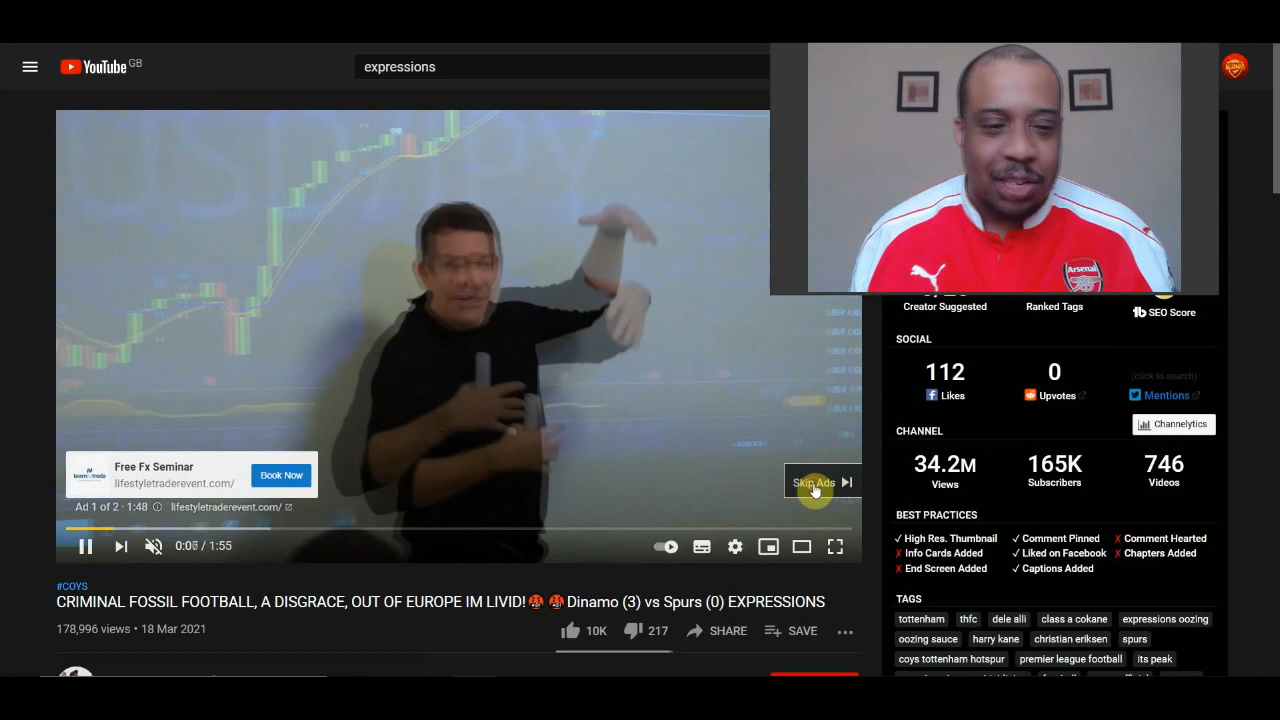 YouTube GB
expressions
Arsenal
USD/JPY
Creator Suggested
Ranked Tags
SEO Score
SOCIAL
112
0
(click to search)
Likes
Upvotes
Mentions
CHANNEL
Channelytics
34.2M
165K
746
Views
Subscribers
Videos
BEST PRACTICES
✓ High Res. Thumbnail
✓ Comment Pinned
✗ Comment Hearted
✗ Info Cards Added
✓ Liked on Facebook
✗ Chapters Added
✗ End Screen Added
✓ Captions Added
TAGS
tottenham
thfc
dele alli
class a cokane
expressions oozing
oozing sauce
harry kane
christian eriksen
spurs
coys tottenham hotspur
premier league football
its peak
Free Fx Seminar
lifestyletraderevent.com/
Book Now
Skip Ads
Ad 1 of 2 · 1:48
lifestyletraderevent.com/
/ 1:55
#COYS
CRIMINAL FOSSIL FOOTBALL, A DISGRACE, OUT OF EUROPE IM LIVID!🤬 🤬Dinamo (3) vs Spurs (0) EXPRESSIONS
178,996 views • 18 Mar 2021
10K
217
SHARE
SAVE